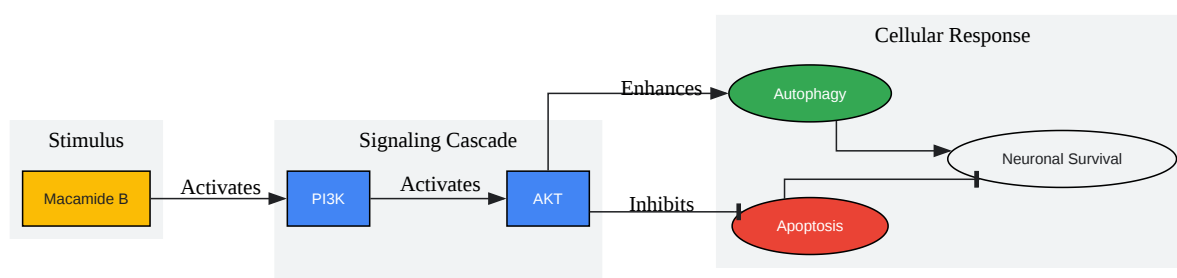 Stimulus
Macamide B
Activates
Signaling Cascade
PI3K
Activates
AKT
Enhances
Inhibits
Cellular Response
Autophagy
Neuronal Survival
Apoptosis